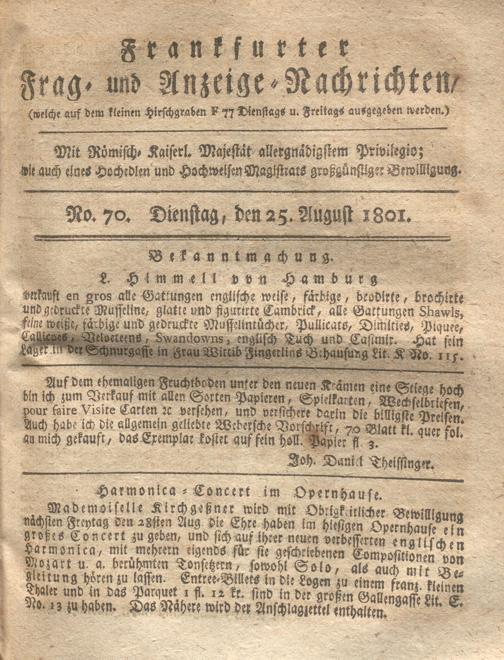 Frankfurter
Frag- und Anzeige-Nachrichten,
(welche auf dem kleinen Hirschgraben F 77 Dienstags u. Freitags ausgegeben werden.)
Mit Römisch-Kaiserl. Majestät allergnädigstem Privilegio;
wie auch eines Hochedlen und Hochweisen Magistrats großgünstiger Bewilligung.
No. 70. Dienstag, den 25. August 1801.
Bekanntmachung.
L. Himmell von Hamburg
verkauft en gros alle Gattungen englische weise, färbige, brodirte, brochirte
und gedruckte Musseline, glatte und figurirte Cambrick, alle Gattungen Shawls,
feine weiße, färbige und gedruckte Musselintücher, Pullicats, Dimities, Piquee,
Callicoes, Velvereens, Swandowns, englisch Tuch und Casimir. Hat sein
Lager in der Schnurgasse in Frau Wittib Fingerlins Behausung Lit. K No. 115.
Auf dem ehemaligen Fruchtboden unter den neuen Krämen eine Stiege hoch
bin ich zum Verkauf mit allen Sorten Papieren, Spielkarten, Wechselbriefen,
pour faire Visite Carten ꝛc versehen, und versichere darin die billigste Preisen.
Auch habe ich die allgemein geliebte Webersche Vorschrift, 70 Blatt kl. quer fol.
an mich gekauft, das Exemplar kostet auf fein holl. Papier fl 3.
Joh. Daniel Theissinger.
Harmonica-Concert im Opernhause.
Mademoiselle Kirchgeßner wird mit Obrigkeitlicher Bewilligung
nächsten Freytag den 28sten Aug die Ehre haben im hiesigen Opernhause ein
großes Concert zu geben, und sich auf ihrer neuen verbesserten englischen
Harmonica, mit mehrern eigends für sie geschriebenen Compositionen von
Mozart u. a. berühmten Tonsetzern, sowohl Solo, als auch mit Be-
gleitung hören zu lassen. Entree-Billets in die Logen zu einem franz. kleinen
Thaler und in das Parquet 1 fl. 12 kr. sind in der großen Gallengasse Lit. E.
No. 13 zu haben. Das Nähere wird der Anschlagzettel enthalten.